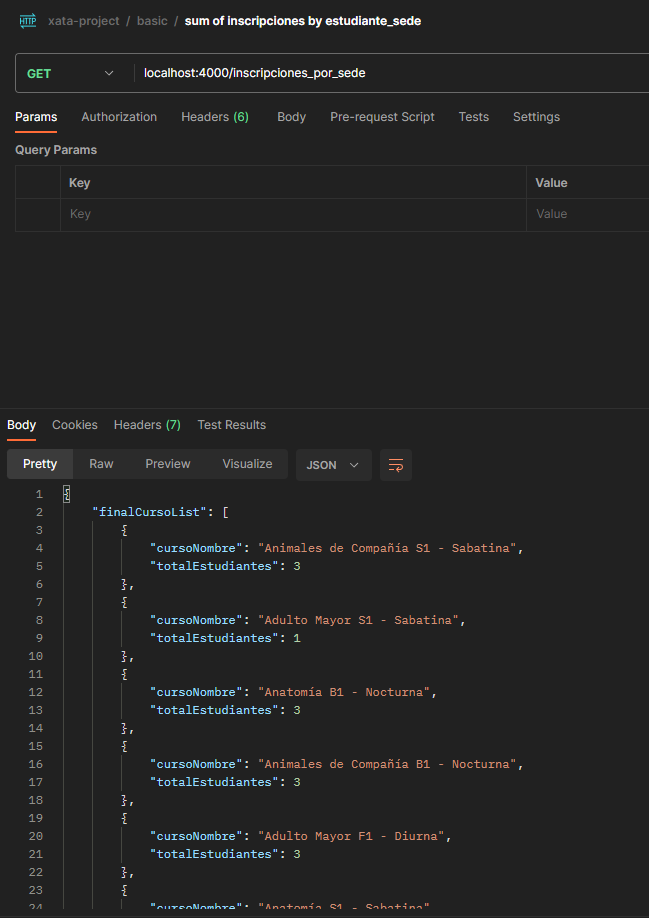 HTTP xata-project / basic / sum of inscripciones by estudiante_sede
GET localhost:4000/inscripciones_por_sede
Params Authorization Headers (6) Body Pre-request Script Tests Settings
Query Params
Key Value
Key Value
Body Cookies Headers (7) Test Results
Pretty Raw Preview Visualize JSON
1 {
2 "finalCursoList": [
3 {
4 "cursoNombre": "Animales de Compañía S1 - Sabatina",
5 "totalEstudiantes": 3
6 },
7 {
8 "cursoNombre": "Adulto Mayor S1 - Sabatina",
9 "totalEstudiantes": 1
10 },
11 {
12 "cursoNombre": "Anatomía B1 - Nocturna",
13 "totalEstudiantes": 3
14 },
15 {
16 "cursoNombre": "Animales de Compañía B1 - Nocturna",
17 "totalEstudiantes": 3
18 },
19 {
20 "cursoNombre": "Adulto Mayor F1 - Diurna",
21 "totalEstudiantes": 3
22 },
23 {
24 "cursoNombre": "Anatomía S1 - Sabatina"